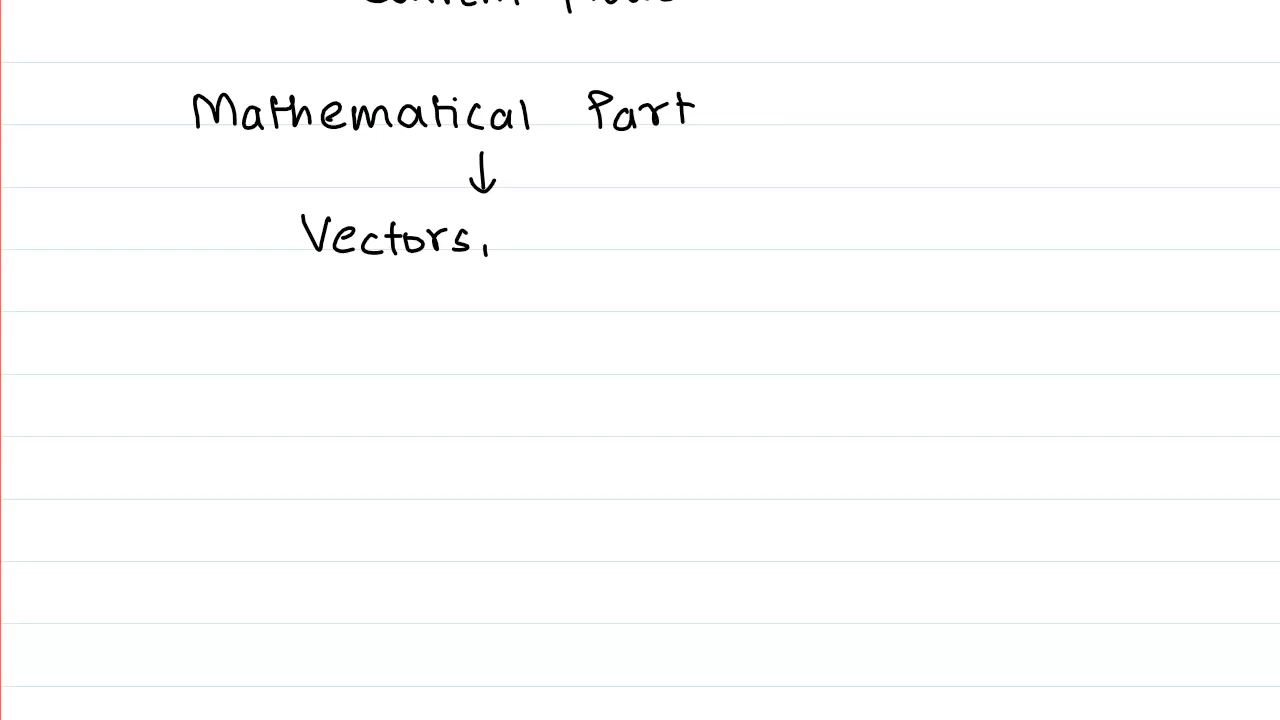 Mathematical Part
↓
Vectors,